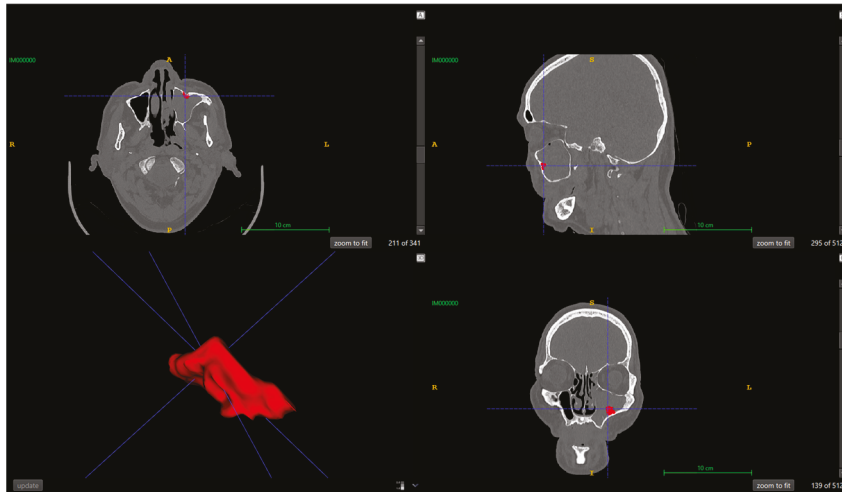 A
IM000000
A
R
L
P
10 cm
zoom to fit
211 of 341
IM000000
S
A
P
I
10 cm
zoom to fit
295 of 512
update
IM000000
S
R
L
I
10 cm
zoom to fit
139 of 512